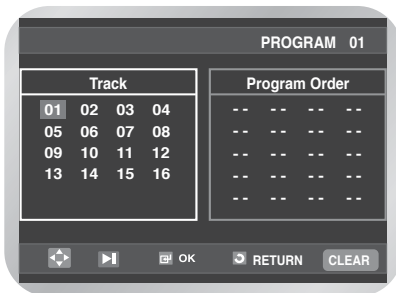 PROGRAM 01
Track
01 02 03 04
05 06 07 08
09 10 11 12
13 14 15 16
Program Order
-- -- -- --
-- -- -- --
-- -- -- --
-- -- -- --
-- -- -- --
OK RETURN CLEAR